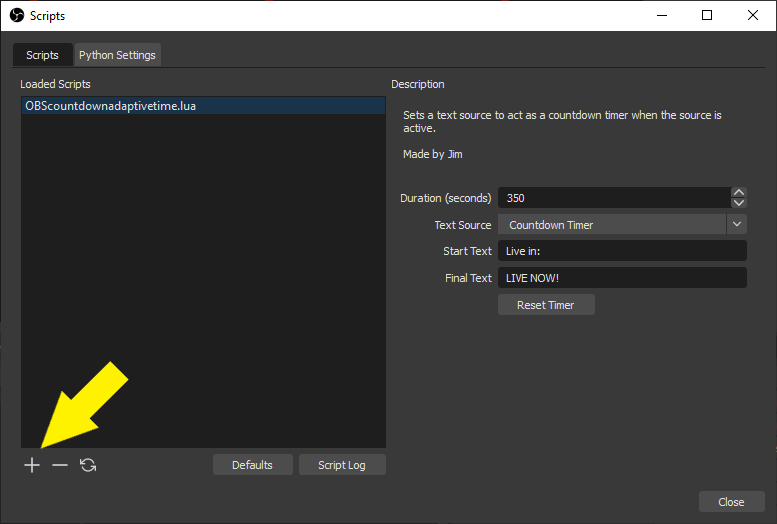 Scripts
Scripts
Python Settings
Loaded Scripts
OBScountdownadaptivetime.lua
Defaults
Script Log
Description
Sets a text source to act as a countdown timer when the source is
active.
Made by Jim
Duration (seconds) 350
Text Source Countdown Timer
Start Text Live in:
Final Text LIVE NOW!
Reset Timer
Close